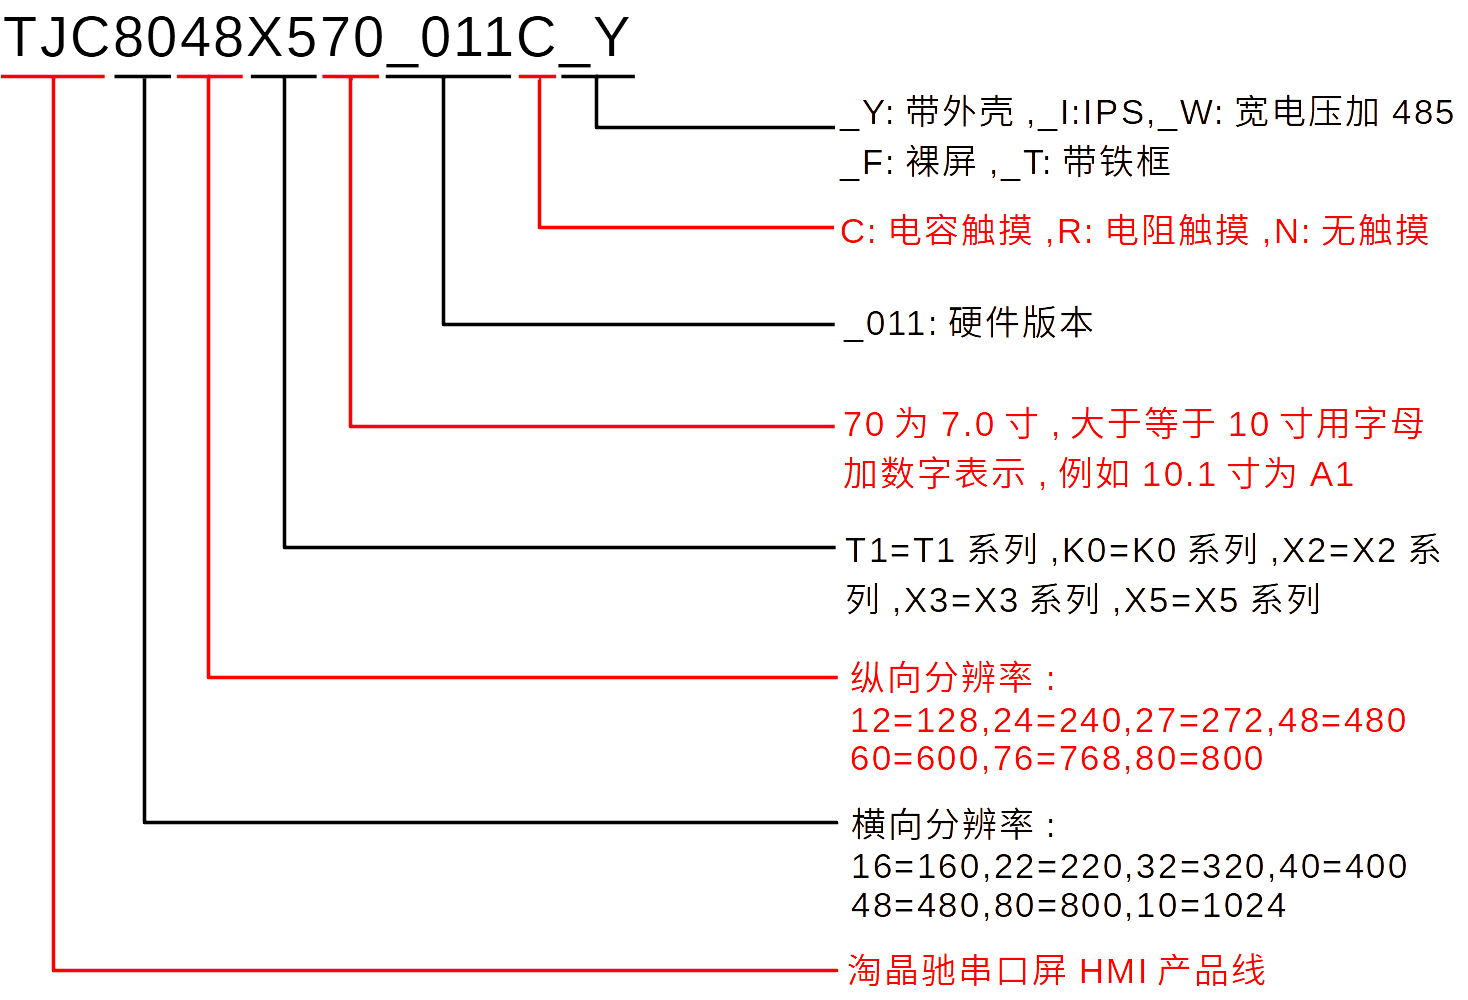 TJC8048X570_011C_Y
_Y: 带外壳 ,_I:IPS,_W: 宽电压加 485
_F: 裸屏 ,_T: 带铁框
C: 电容触摸 ,R: 电阻触摸 ,N: 无触摸
_011: 硬件版本
70 为 7.0 寸 , 大于等于 10 寸用字母
加数字表示 , 例如 10.1 寸为 A1
T1=T1 系列 ,K0=K0 系列 ,X2=X2 系
列 ,X3=X3 系列 ,X5=X5 系列
纵向分辨率 :
12=128,24=240,27=272,48=480
60=600,76=768,80=800
横向分辨率 :
16=160,22=220,32=320,40=400
48=480,80=800,10=1024
淘晶驰串口屏 HMI 产品线